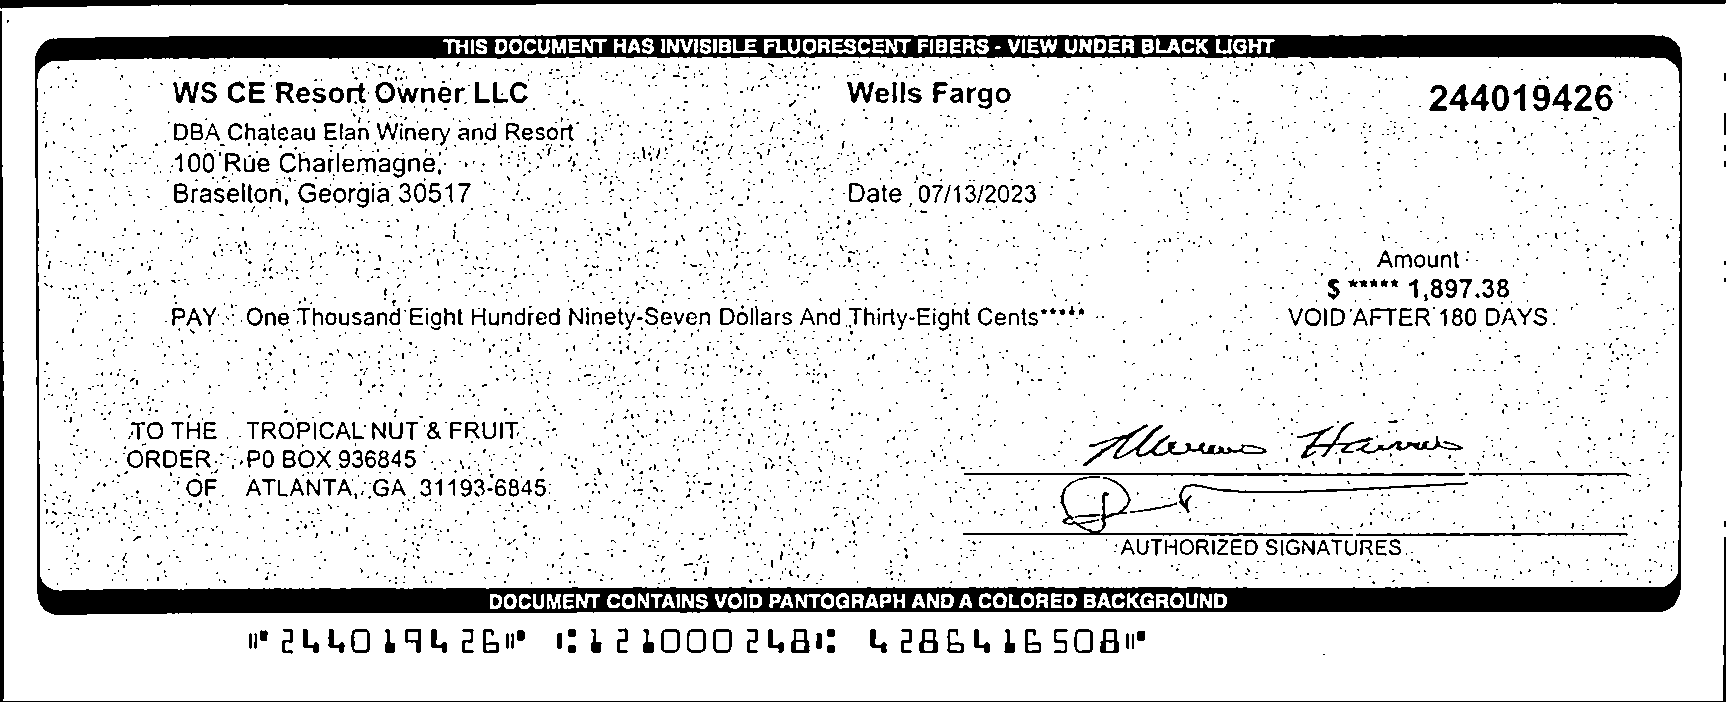 THIS DOCUMENT HAS INVISIBLE FLUORESCENT FIBERS - VIEW UNDER BLACK LIGHT
WS CE Resort Owner LLC
Wells Fargo
244019426
DBA Chateau Elan Winery and Resort
100 Rue Charlemagne,
Braselton, Georgia 30517
Date 07/13/2023
Amount
$ ***** 1,897.38
PAY One Thousand Eight Hundred Ninety-Seven Dollars And Thirty-Eight Cents*****
VOID AFTER 180 DAYS
TO THE TROPICAL NUT & FRUIT
ORDER PO BOX 936845
OF ATLANTA, GA 31193-6845
AUTHORIZED SIGNATURES
DOCUMENT CONTAINS VOID PANTOGRAPH AND A COLORED BACKGROUND
⑈244019426⑈ ⑆121000248⑆ 4286416508⑈